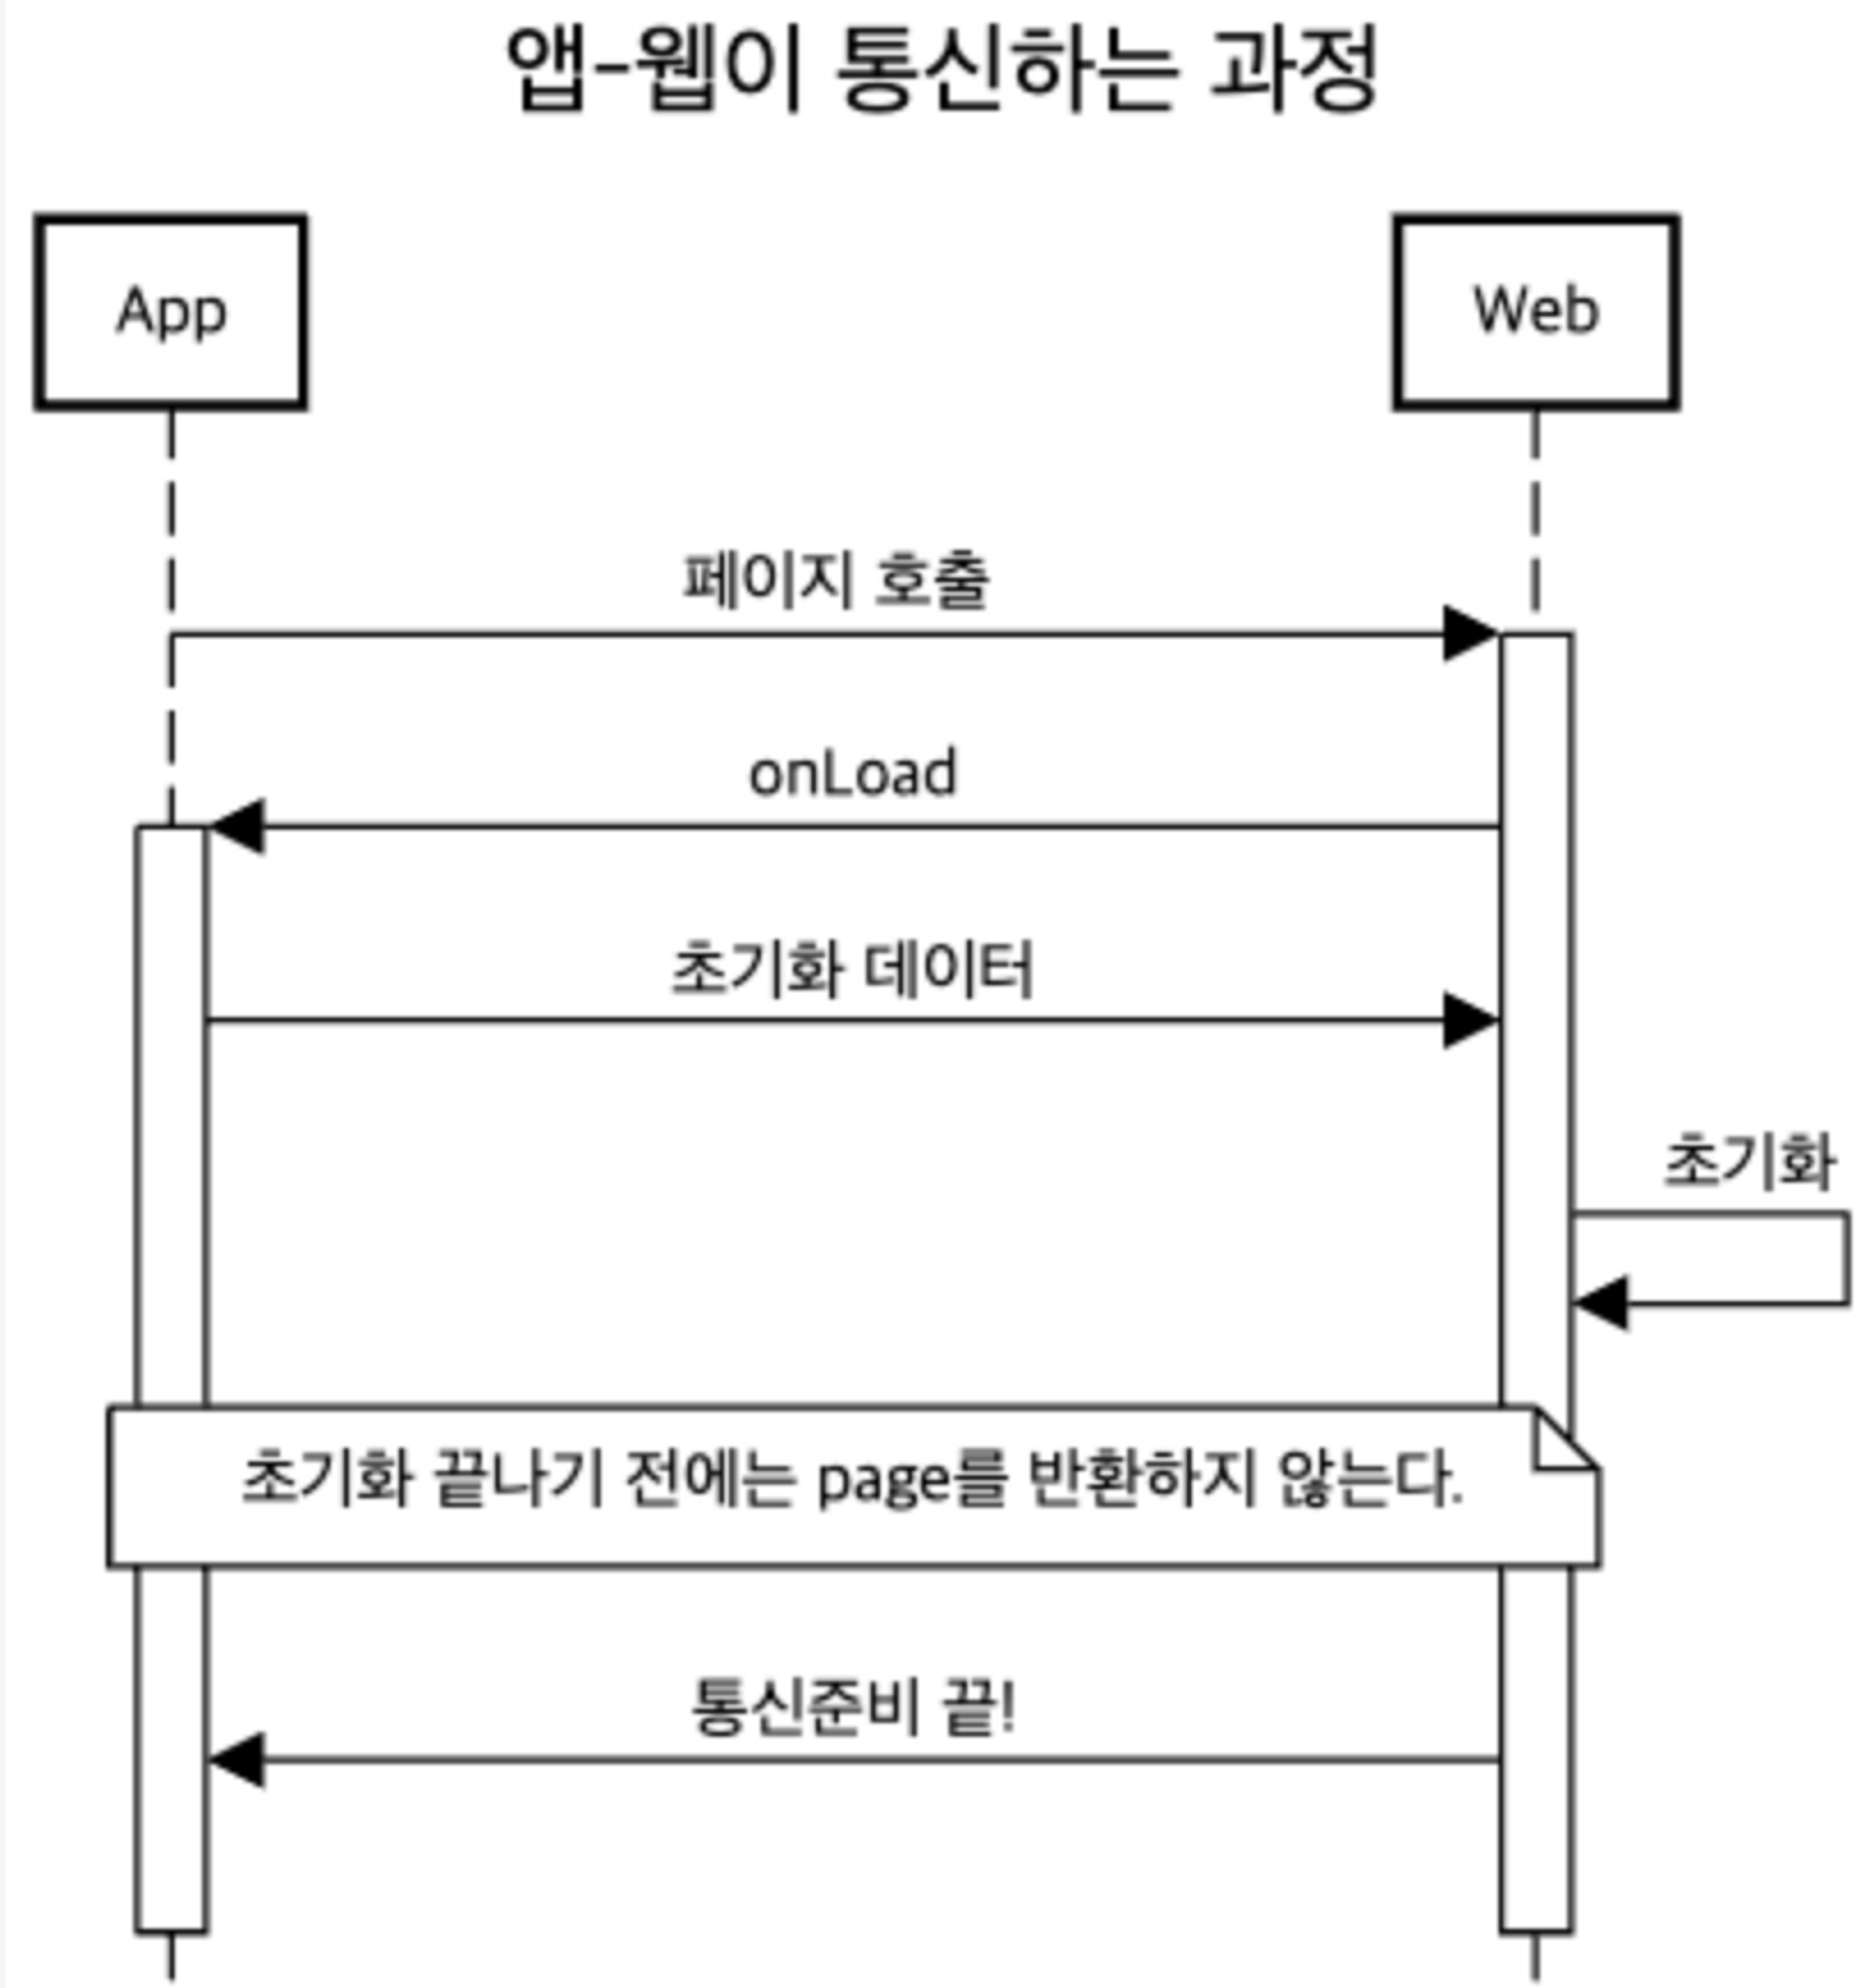 앱-웹이 통신하는 과정
App
Web
페이지 호출
onLoad
초기화 데이터
초기화
초기화 끝나기 전에는 page를 반환하지 않는다.
통신준비 끝!